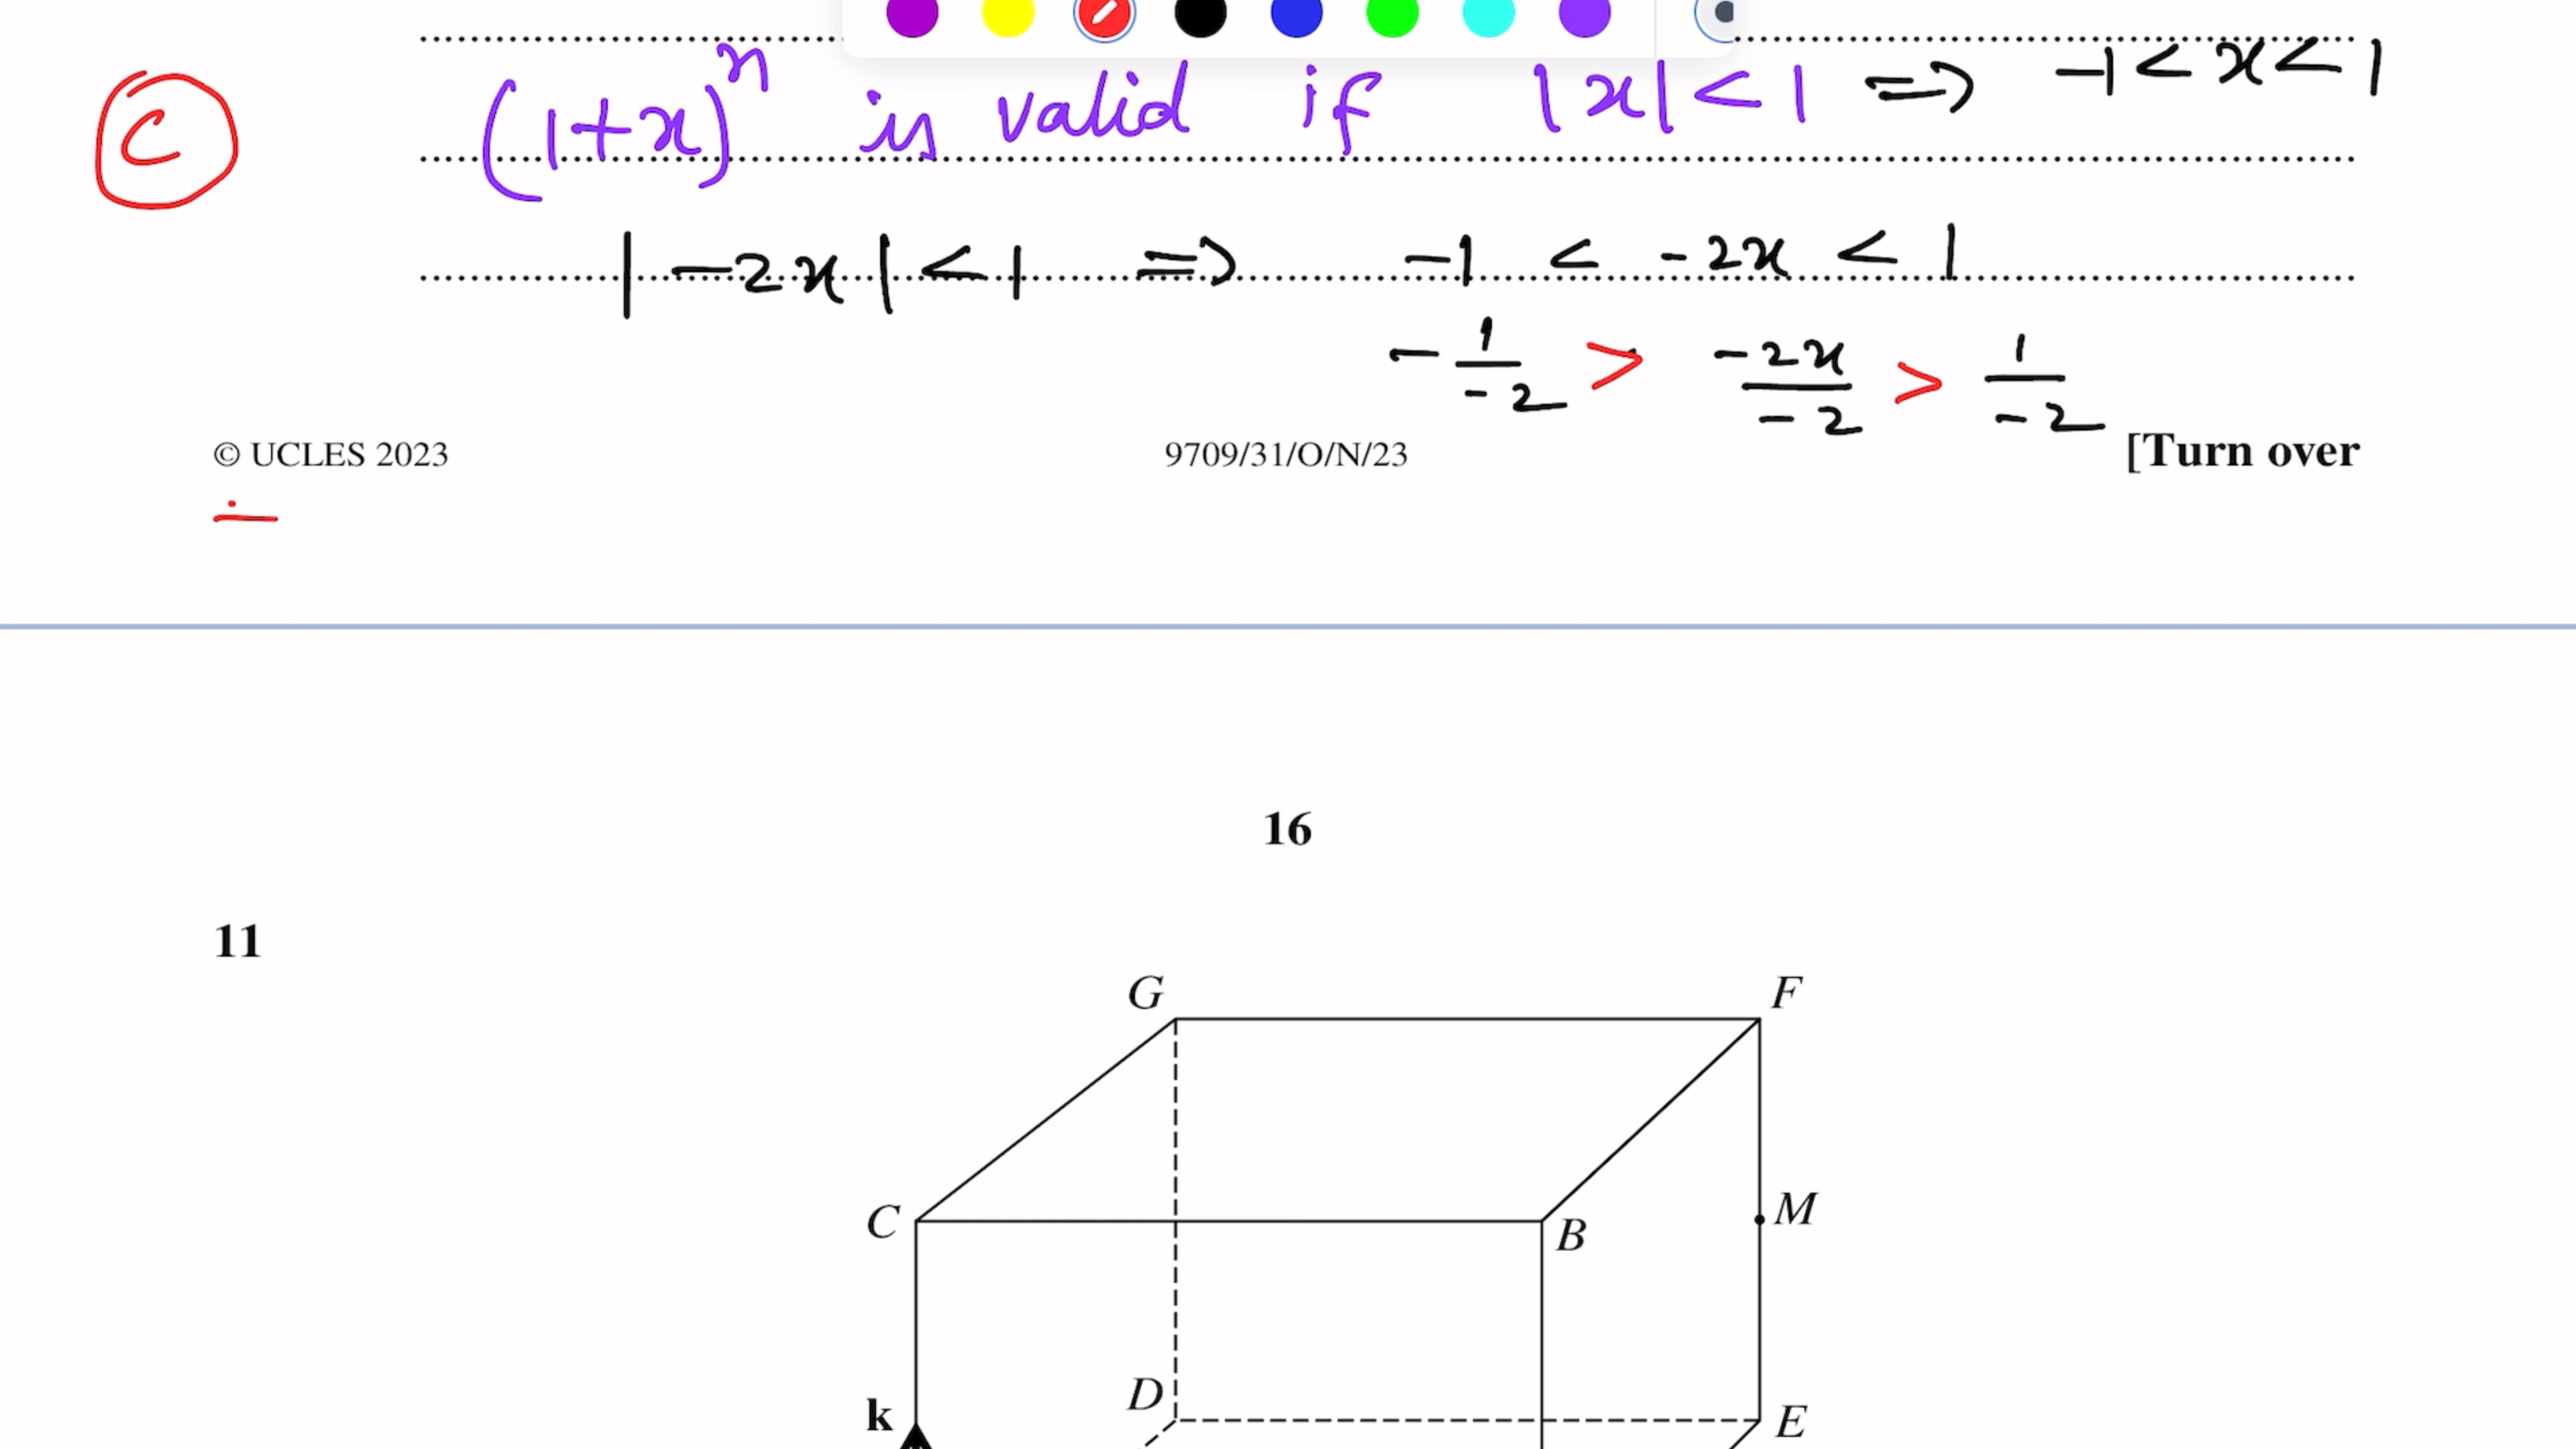 (1+x)^n is valid if |x|<1 => -1<x<1
C
|-2x|<1 => -1 < -2x < 1
-1/-2 > -2x/-2 > 1/-2
© UCLES 2023 9709/31/O/N/23 [Turn over
16
11
G F
C B M
D E
k